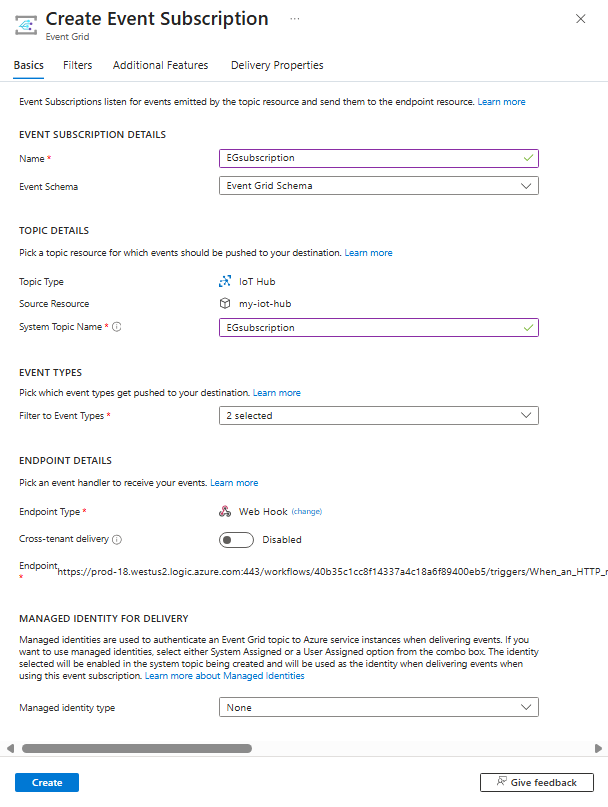 Create Event Subscription ...
Event Grid
Basics Filters Additional Features Delivery Properties
Event Subscriptions listen for events emitted by the topic resource and send them to the endpoint resource. Learn more
EVENT SUBSCRIPTION DETAILS
Name * EGsubscription
Event Schema Event Grid Schema
TOPIC DETAILS
Pick a topic resource for which events should be pushed to your destination. Learn more
Topic Type IoT Hub
Source Resource my-iot-hub
System Topic Name * EGsubscription
EVENT TYPES
Pick which event types get pushed to your destination. Learn more
Filter to Event Types * 2 selected
ENDPOINT DETAILS
Pick an event handler to receive your events. Learn more
Endpoint Type * Web Hook (change)
Cross-tenant delivery Disabled
Endpoint https://prod-18.westus2.logic.azure.com:443/workflows/40b35c1cc8f14337a4c18a6f89400eb5/triggers/When_an_HTTP_r
*
MANAGED IDENTITY FOR DELIVERY
Managed identities are used to authenticate an Event Grid topic to Azure service instances when delivering events. If you
want to use managed identities, select either System Assigned or a User Assigned option from the combo box. The identity
selected will be enabled in the system topic being created and will be used as the identity when delivering events when
using this event subscription. Learn more about Managed Identities
Managed identity type None
Create Give feedback